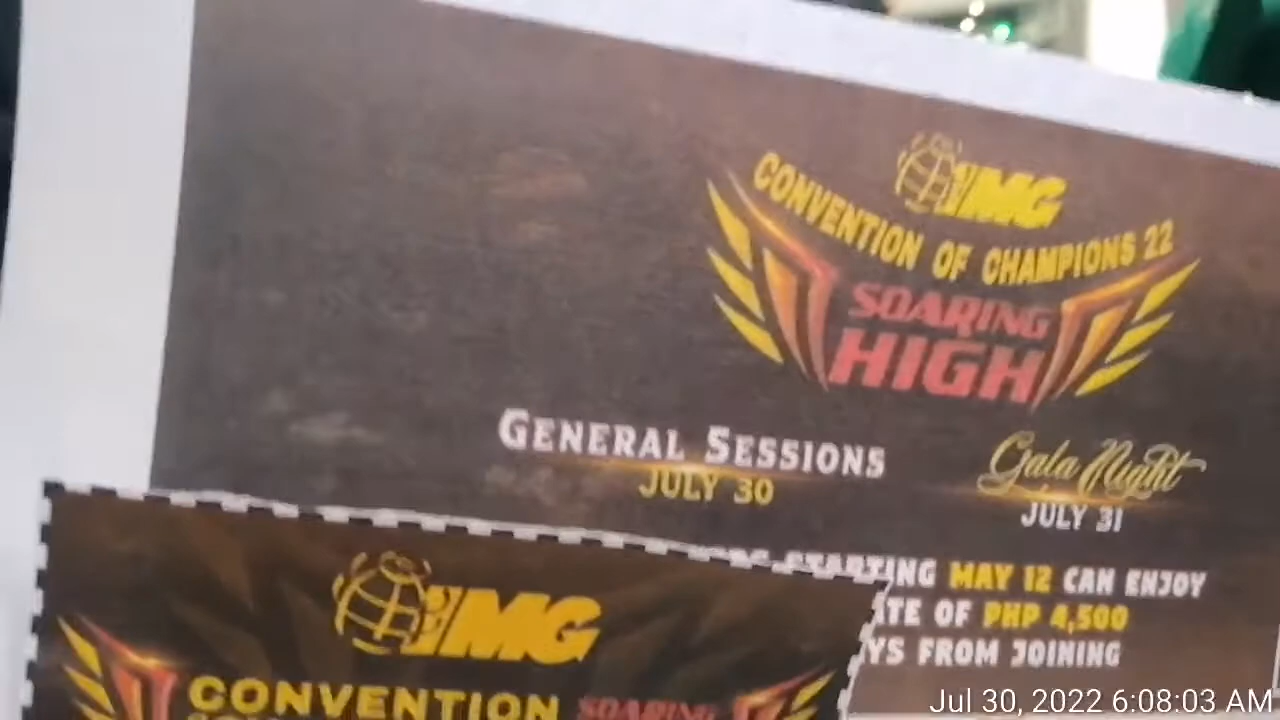 IMG
CONVENTION OF CHAMPIONS 22
SOARING
HIGH
GENERAL SESSIONS
JULY 30
Gala Night
JULY 31
STARTING MAY 12 CAN ENJOY
OF PHP 4,500
FROM JOINING
IMG
CONVENTION
SOARING
Jul 30, 2022 6:08:03 AM